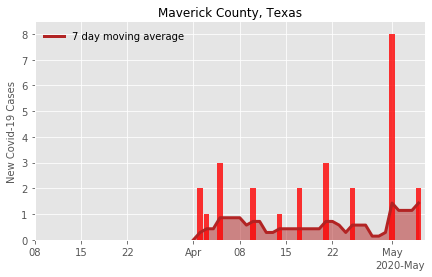 Maverick County, Texas
7 day moving average
New Covid-19 Cases
8
7
6
5
4
3
2
1
0
08 15 22 Apr 08 15 22 May
2020-May